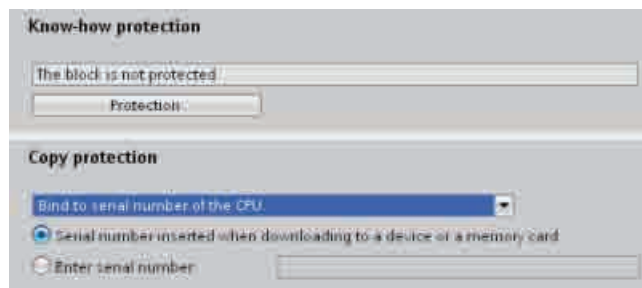 Know-how protection
The block is not protected
Protection
Copy protection
Bind to serial number of the CPU
Serial number inserted when downloading to a device or a memory card
Enter serial number